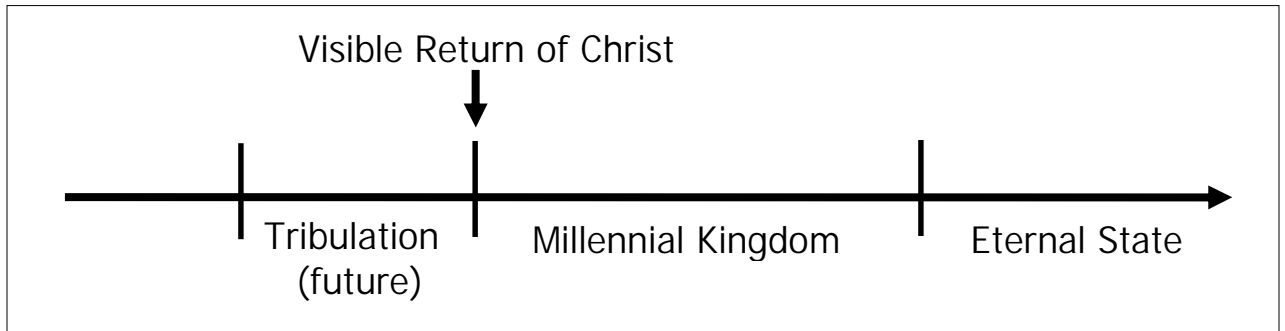 Visible Return of Christ
Tribulation
(future)
Millennial Kingdom
Eternal State